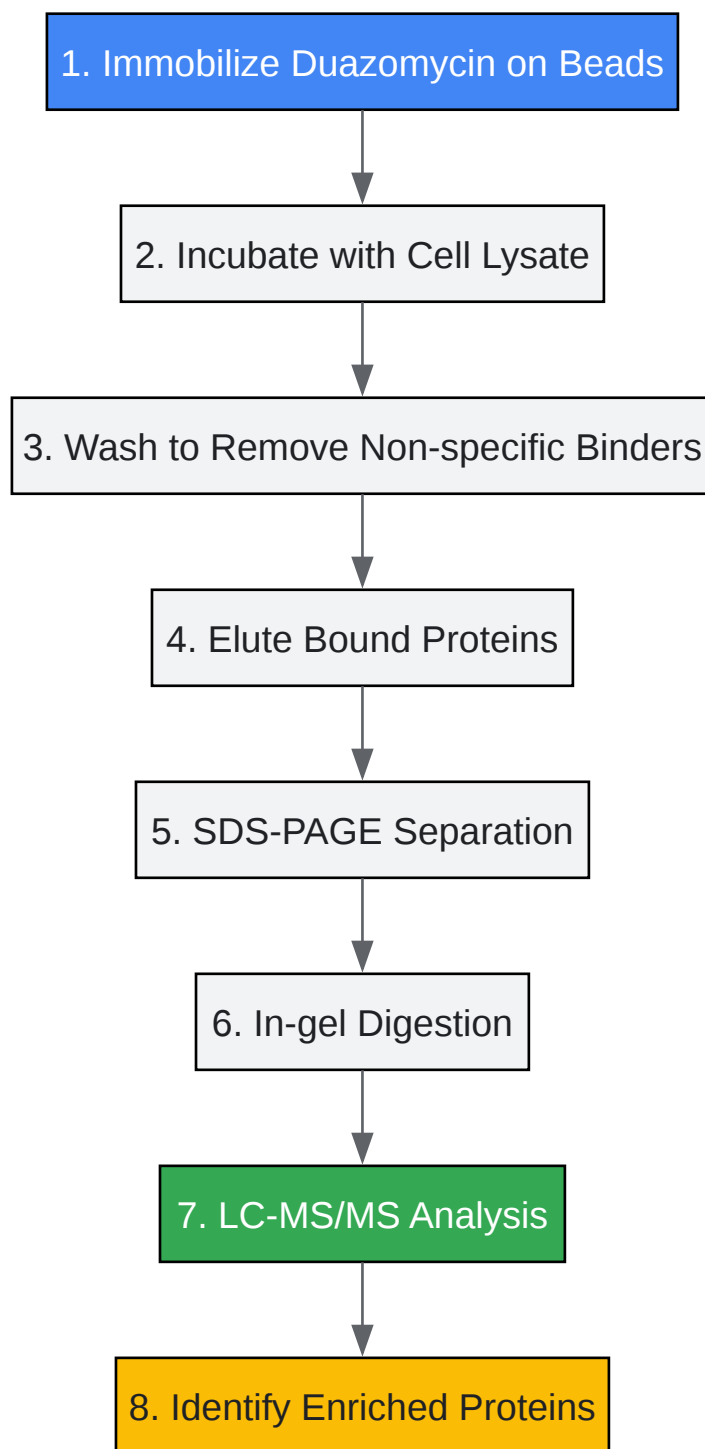 1. Immobilize Duazomycin on Beads
2. Incubate with Cell Lysate
3. Wash to Remove Non-specific Binders
4. Elute Bound Proteins
5. SDS-PAGE Separation
6. In-gel Digestion
7. LC-MS/MS Analysis
8. Identify Enriched Proteins